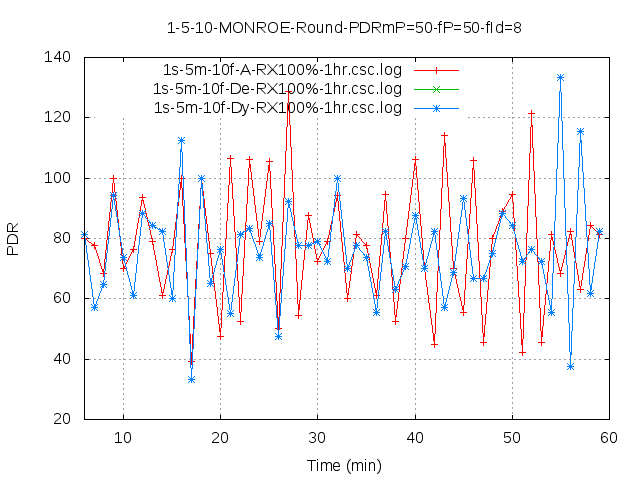 1-5-10-MONROE-Round-PDRmP=50-fP=50-fId=8
140
120
100
80
60
40
20
PDR
1s-5m-10f-A-RX100%-1hr.csc.log
1s-5m-10f-De-RX100%-1hr.csc.log
1s-5m-10f-Dy-RX100%-1hr.csc.log
10 20 30 40 50 60
Time (min)